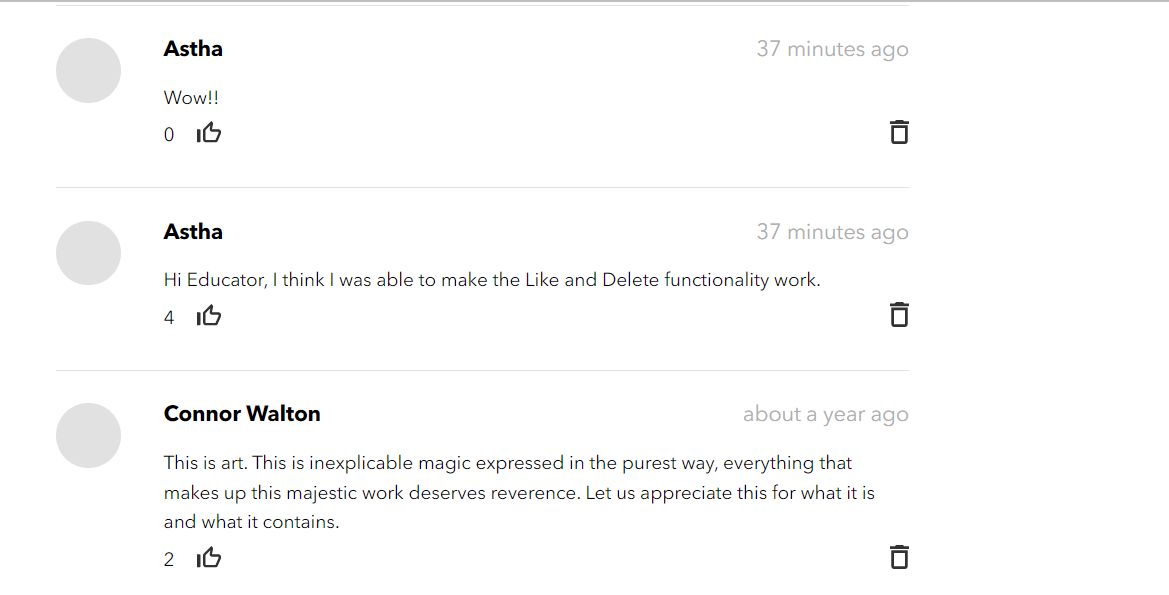 Astha 37 minutes ago
Wow!!
0
Astha 37 minutes ago
Hi Educator, I think I was able to make the Like and Delete functionality work.
4
Connor Walton about a year ago
This is art. This is inexplicable magic expressed in the purest way, everything that
makes up this majestic work deserves reverence. Let us appreciate this for what it is
and what it contains.
2